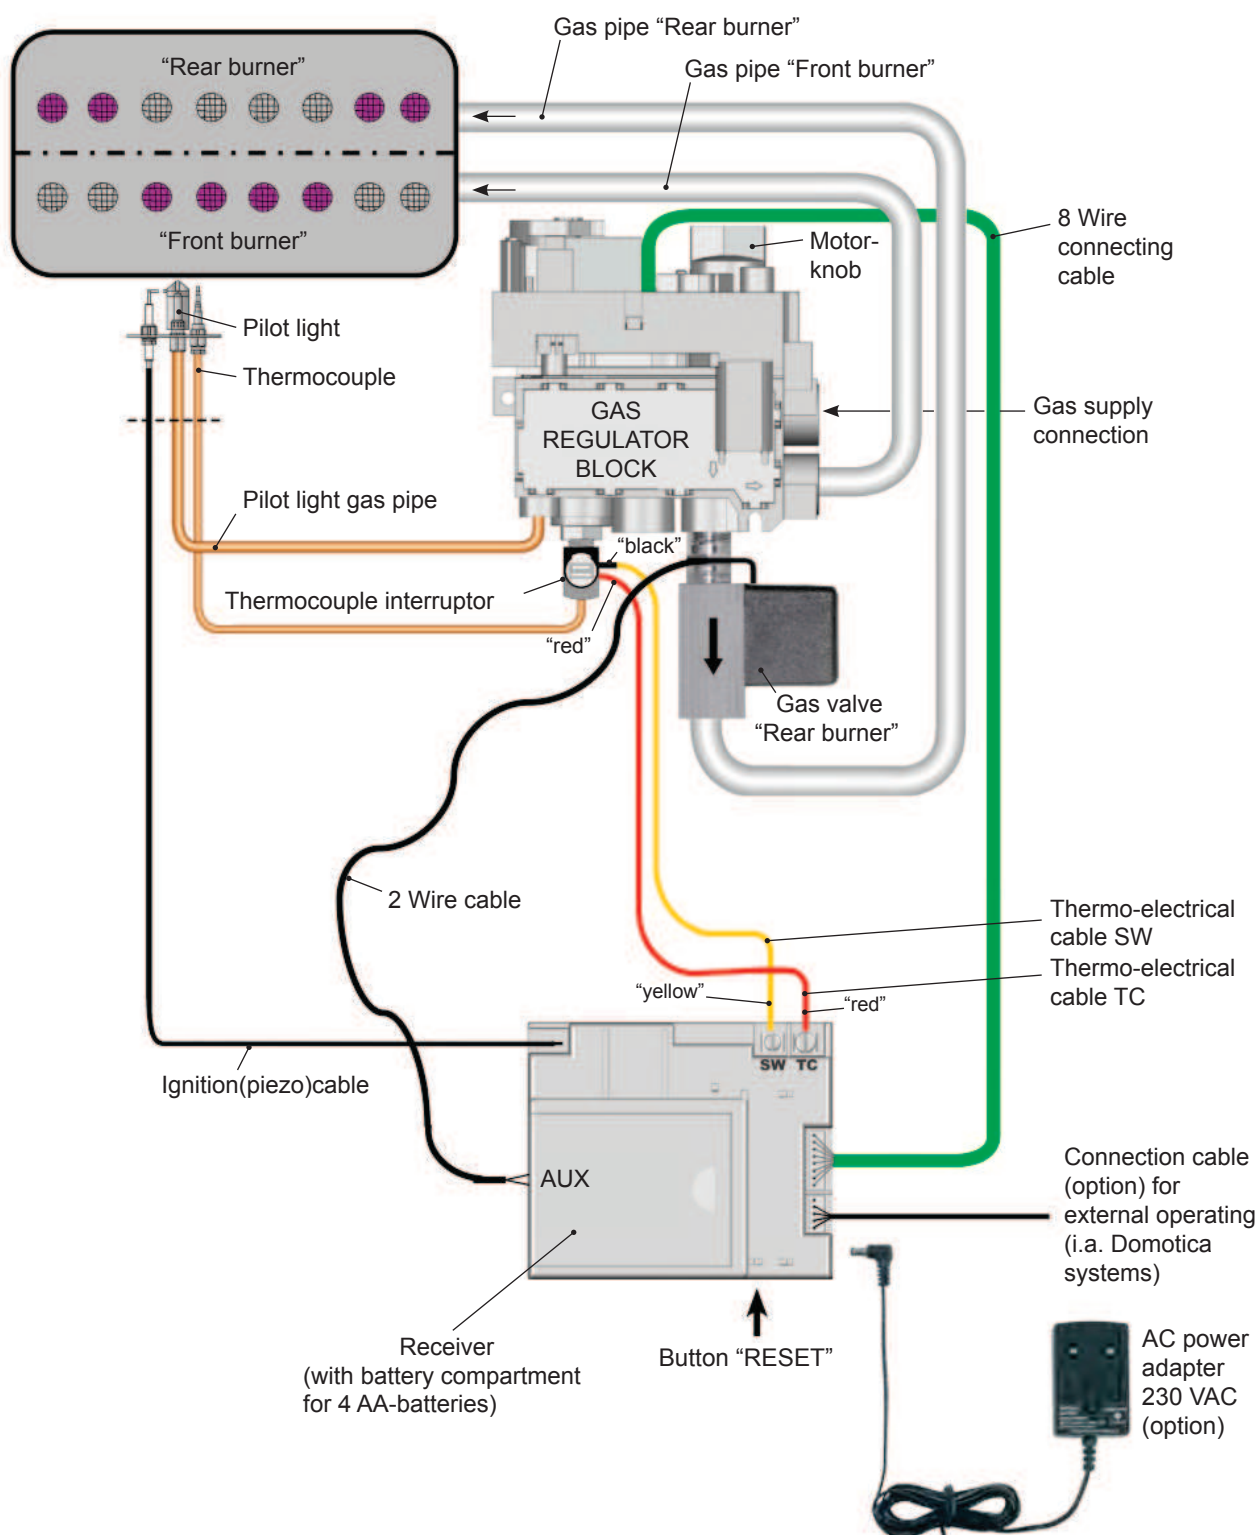 Gas pipe “Rear burner”
“Rear burner”
Gas pipe “Front burner”
“Front burner”
Motor-
knob
8 Wire
connecting
cable
Pilot light
Thermocouple
GAS
REGULATOR
BLOCK
Gas supply
connection
Pilot light gas pipe
“black”
Thermocouple interruptor
“red”
Gas valve
“Rear burner”
2 Wire cable
Thermo-electrical
cable SW
Thermo-electrical
cable TC
“yellow”
“red”
SW TC
Ignition(piezo)cable
AUX
Connection cable
(option) for
external operating
(i.a. Domotica
systems)
Receiver
(with battery compartment
for 4 AA-batteries)
Button “RESET”
AC power
adapter
230 VAC
(option)